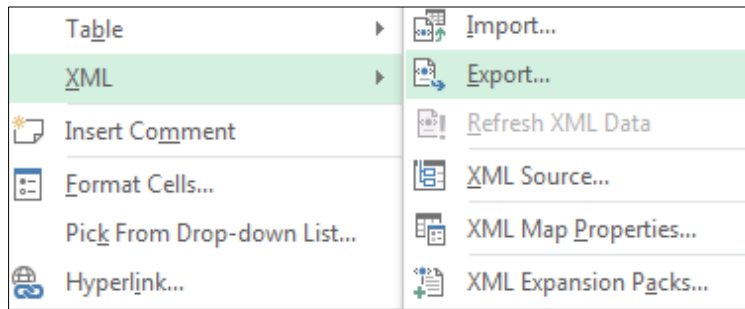 Table
XML
Insert Comment
Format Cells...
Pick From Drop-down List...
Hyperlink...
Import...
Export...
Refresh XML Data
XML Source...
XML Map Properties...
XML Expansion Packs...